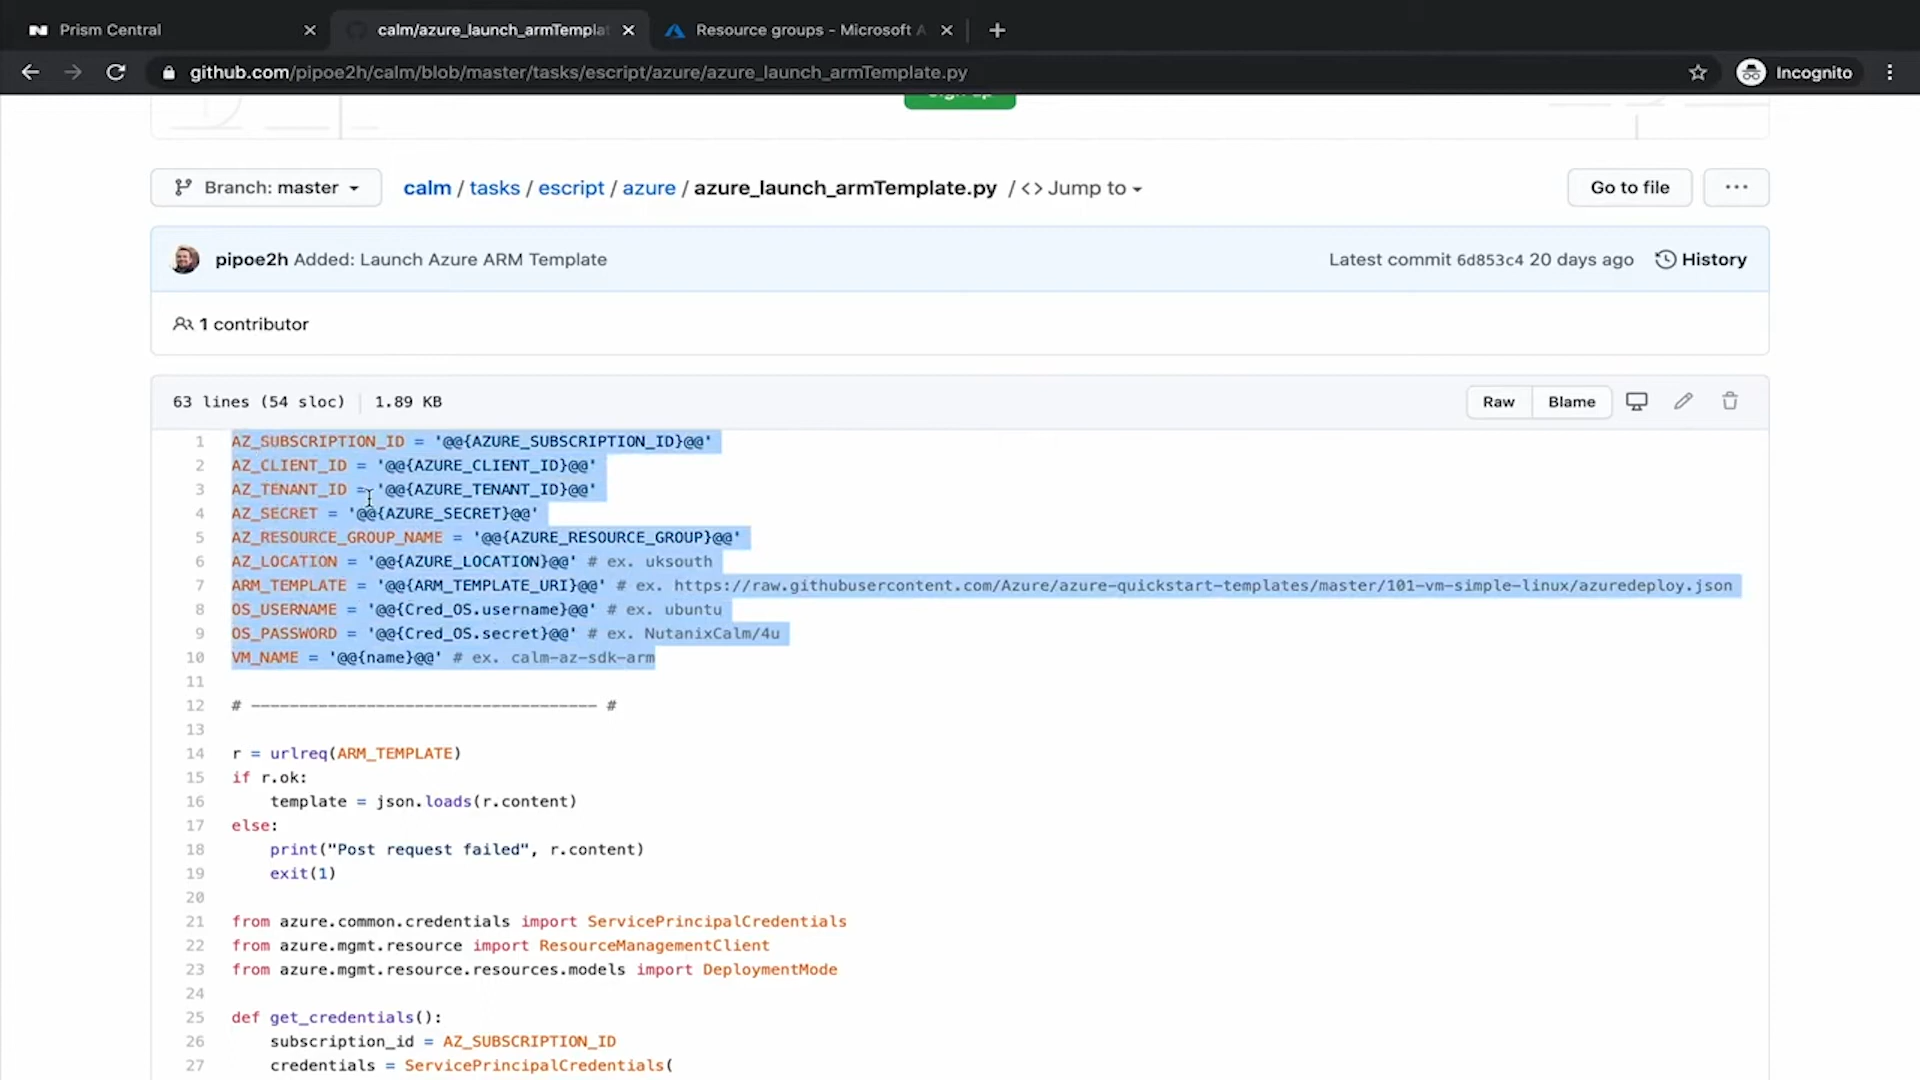 Prism Central
calm/azure_launch_armTempla
Resource groups - Microsoft A
github.com/pipoe2h/calm/blob/master/tasks/escript/azure/azure_launch_armTemplate.py
Incognito
Branch: master
calm / tasks / escript / azure / azure_launch_armTemplate.py / <> Jump to
Go to file
...
pipoe2h Added: Launch Azure ARM Template
Latest commit 6d853c4 20 days ago
History
1 contributor
63 lines (54 sloc) | 1.89 KB
Raw
Blame
1 AZ_SUBSCRIPTION_ID = '@@{AZURE_SUBSCRIPTION_ID}@@'
2 AZ_CLIENT_ID = '@@{AZURE_CLIENT_ID}@@'
3 AZ_TENANT_ID = '@@{AZURE_TENANT_ID}@@'
4 AZ_SECRET = '@@{AZURE_SECRET}@@'
5 AZ_RESOURCE_GROUP_NAME = '@@{AZURE_RESOURCE_GROUP}@@'
6 AZ_LOCATION = '@@{AZURE_LOCATION}@@' # ex. uksouth
7 ARM_TEMPLATE = '@@{ARM_TEMPLATE_URI}@@' # ex. https://raw.githubusercontent.com/Azure/azure-quickstart-templates/master/101-vm-simple-linux/azuredeploy.json
8 OS_USERNAME = '@@{Cred_OS.username}@@' # ex. ubuntu
9 OS_PASSWORD = '@@{Cred_OS.secret}@@' # ex. NutanixCalm/4u
10 VM_NAME = '@@{name}@@' # ex. calm-az-sdk-arm
11
12 # ------------------------------------ #
13
14 r = urlreq(ARM_TEMPLATE)
15 if r.ok:
16 template = json.loads(r.content)
17 else:
18 print("Post request failed", r.content)
19 exit(1)
20
21 from azure.common.credentials import ServicePrincipalCredentials
22 from azure.mgmt.resource import ResourceManagementClient
23 from azure.mgmt.resource.resources.models import DeploymentMode
24
25 def get_credentials():
26 subscription_id = AZ_SUBSCRIPTION_ID
27 credentials = ServicePrincipalCredentials(